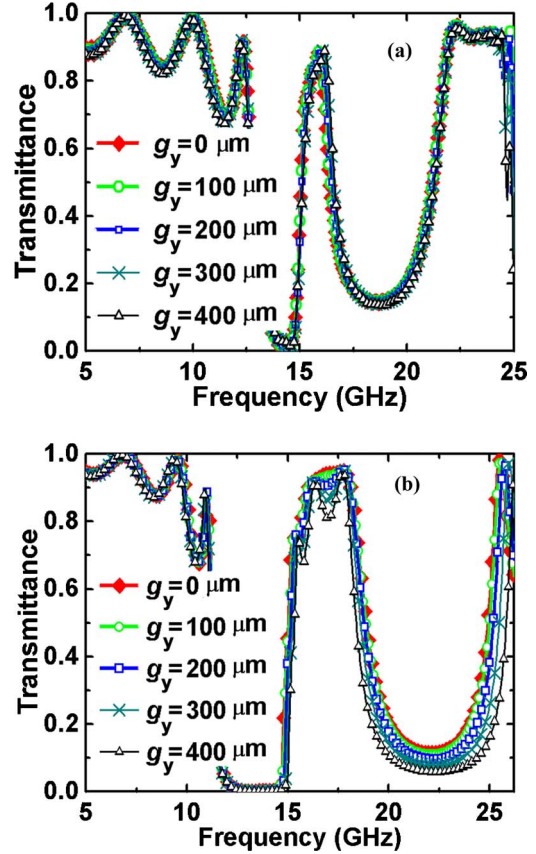 (a)
Transmittance
1.0
0.8
0.6
0.4
0.2
0.0
g_y=0 μm
g_y=100 μm
g_y=200 μm
g_y=300 μm
g_y=400 μm
5 10 15 20 25
Frequency (GHz)
(b)
Transmittance
1.0
0.8
0.6
0.4
0.2
0.0
g_y=0 μm
g_y=100 μm
g_y=200 μm
g_y=300 μm
g_y=400 μm
5 10 15 20 25
Frequency (GHz)